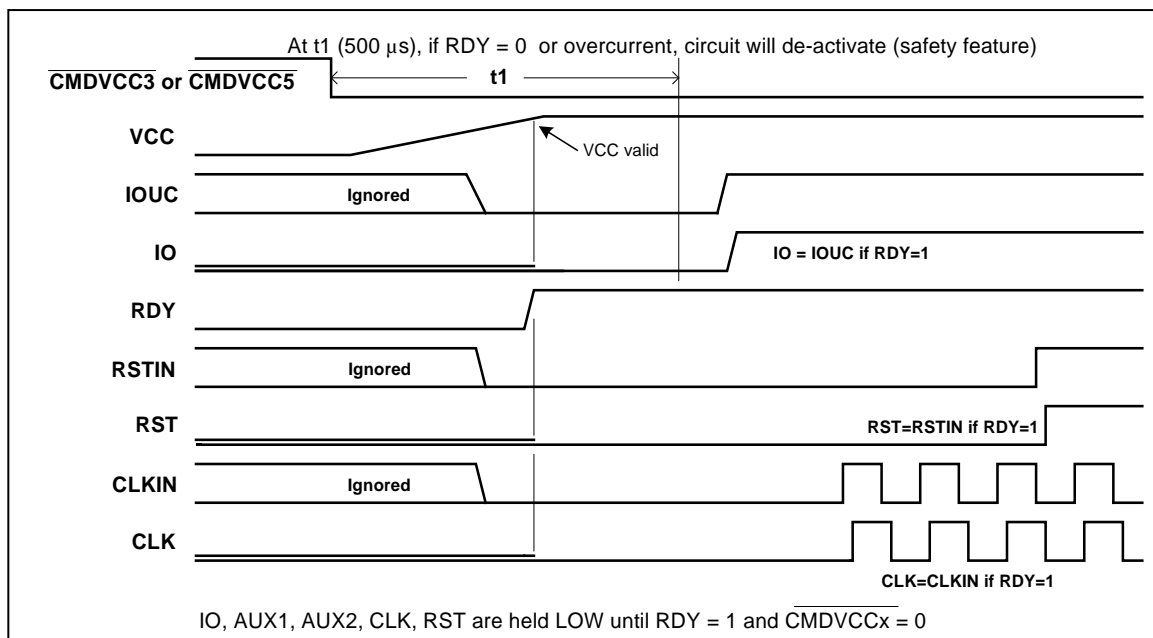 At t1 (500 μs), if RDY = 0 or overcurrent, circuit will de-activate (safety feature)
CMDVCC3 or CMDVCC5
t1
VCC
VCC valid
IOUC
Ignored
IO
IO = IOUC if RDY=1
RDY
RSTIN
Ignored
RST
RST=RSTIN if RDY=1
CLKIN
Ignored
CLK
CLK=CLKIN if RDY=1
IO, AUX1, AUX2, CLK, RST are held LOW until RDY = 1 and CMDVCCx = 0